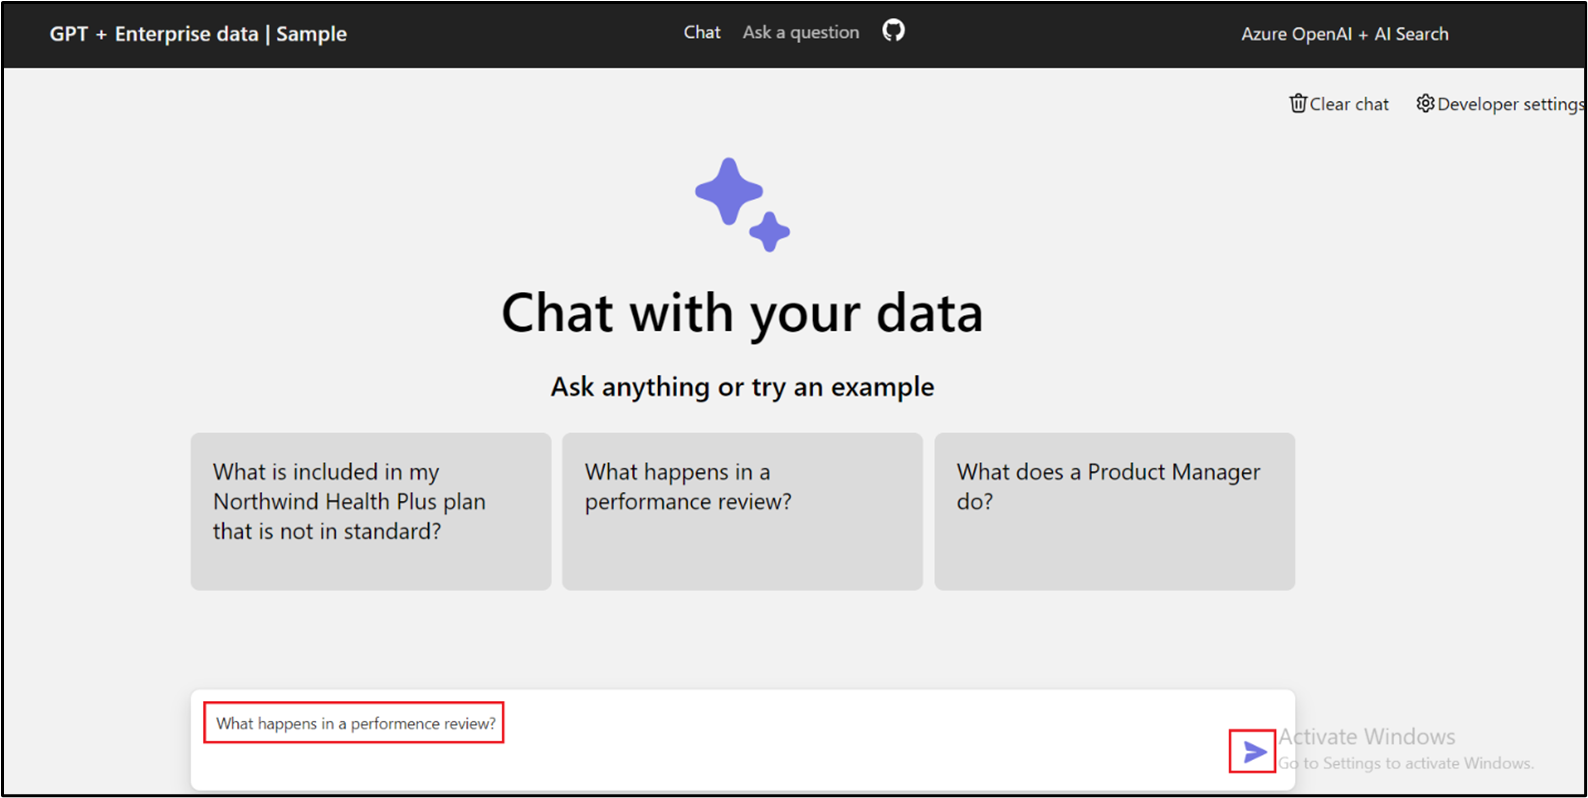 GPT + Enterprise data | Sample
Chat
Ask a question
Azure OpenAI + AI Search
Clear chat
Developer settings
Chat with your data
Ask anything or try an example
What is included in my
Northwind Health Plus plan
that is not in standard?
What happens in a
performance review?
What does a Product Manager
do?
What happens in a performence review?
Activate Windows
Go to Settings to activate Windows.